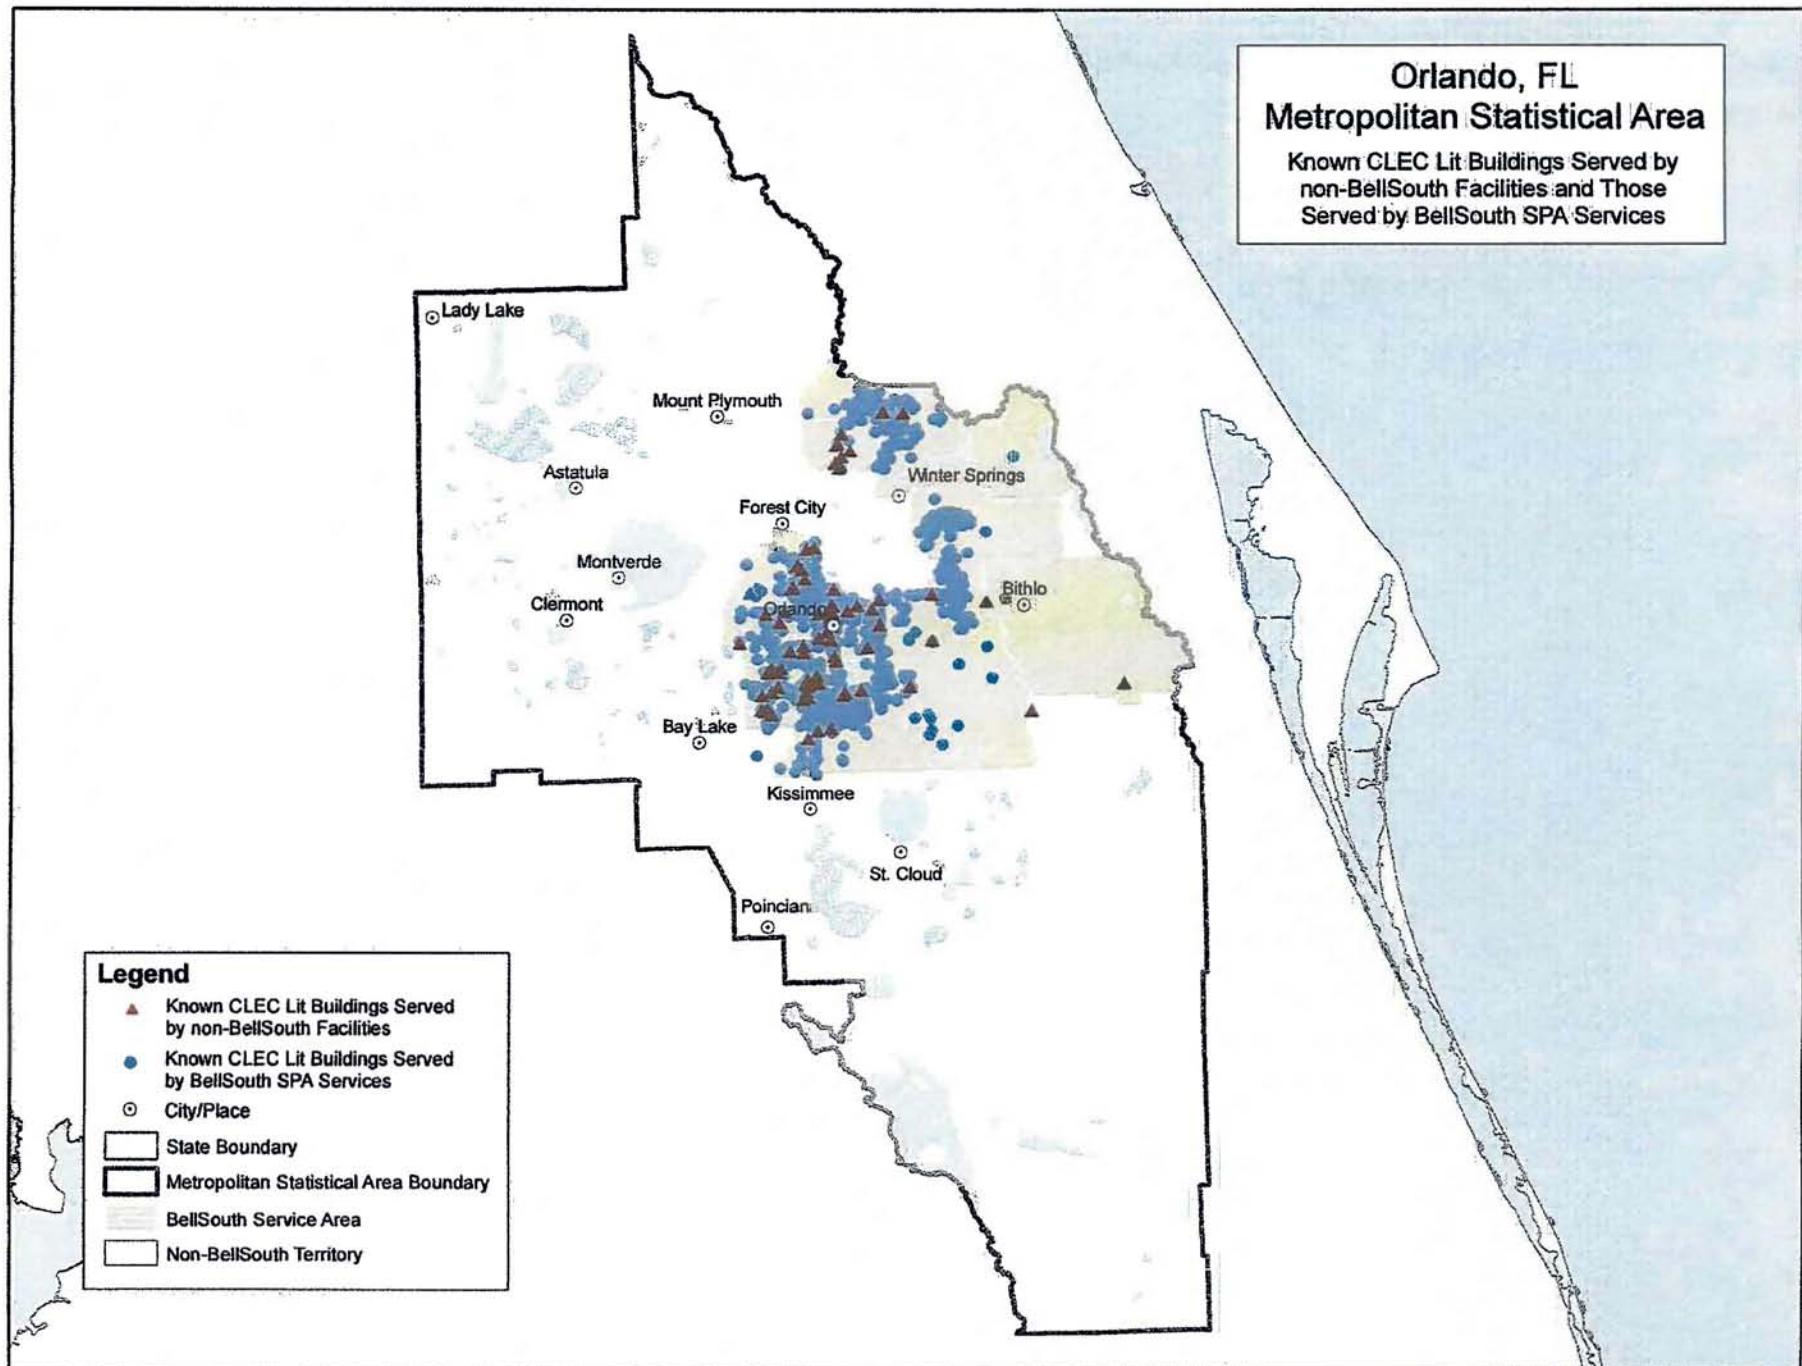 Orlando, FL
Metropolitan Statistical Area
Known CLEC Lit Buildings Served by
non-BellSouth Facilities and Those
Served by BellSouth SPA Services
Lady Lake
Mount Plymouth
Astatula
Winter Springs
Forest City
Montverde
Bithlo
Clermont
Orlando
Bay Lake
Kissimmee
St. Cloud
Poincian
Legend
Known CLEC Lit Buildings Served
by non-BellSouth Facilities
Known CLEC Lit Buildings Served
by BellSouth SPA Services
City/Place
State Boundary
Metropolitan Statistical Area Boundary
BellSouth Service Area
Non-BellSouth Territory